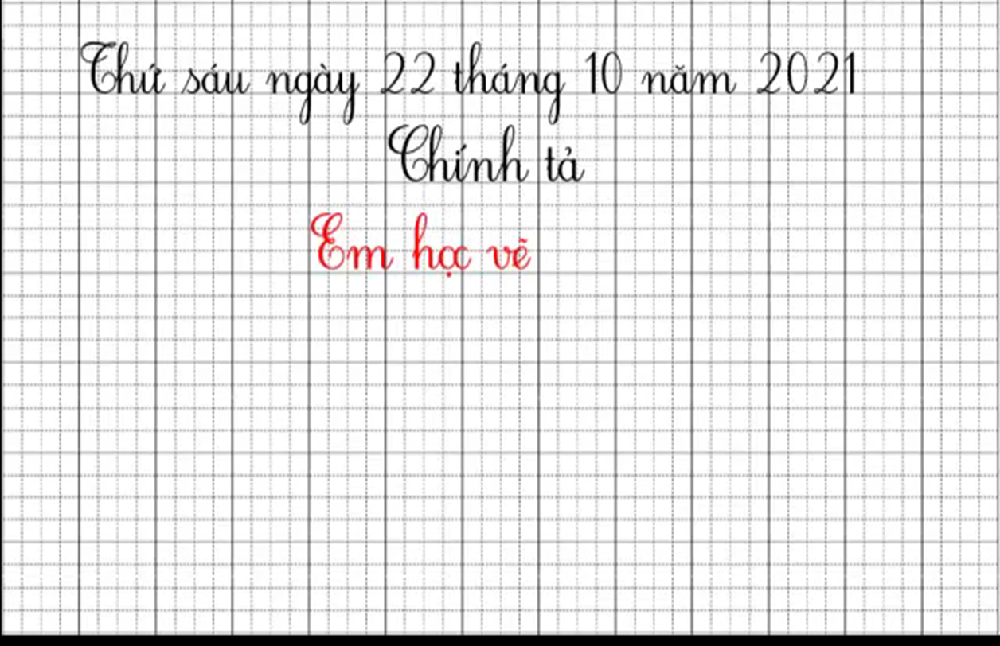 Thứ sáu ngày 22 tháng 10 năm 2021
Chính tả
Em học vẽ